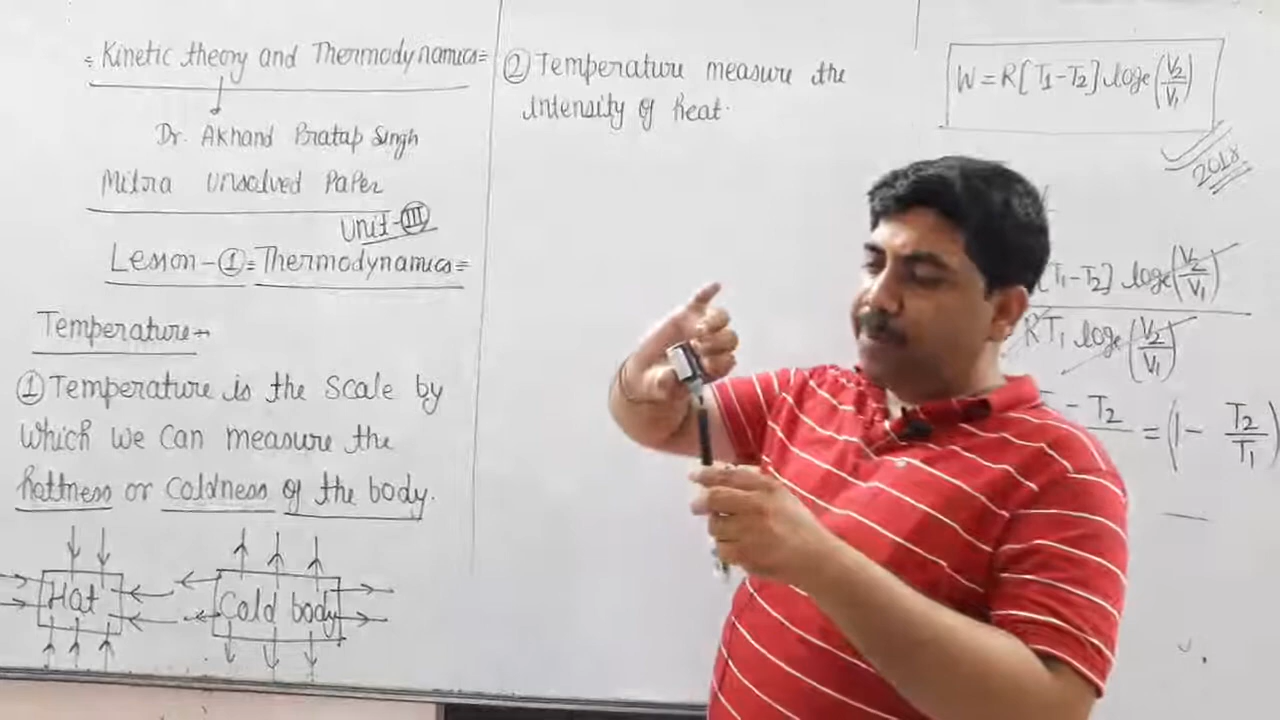 = Kinetic theory and Thermodynamics =
Dr. Akhand Pratap Singh
Mitra Unsolved Paper
Unit-III
Lesson-①= Thermodynamics =
Temperature→
① Temperature is the scale by
which we can measure the
hottness or coldness of the body.
Hot
Cold body
② Temperature measure the
intensity of heat.
W = R[T1-T2] loge(V2/V1)
2018
[T1-T2] loge(V2/V1)
RT1 loge(V2/V1)
- T2 = (1- T2/T1)